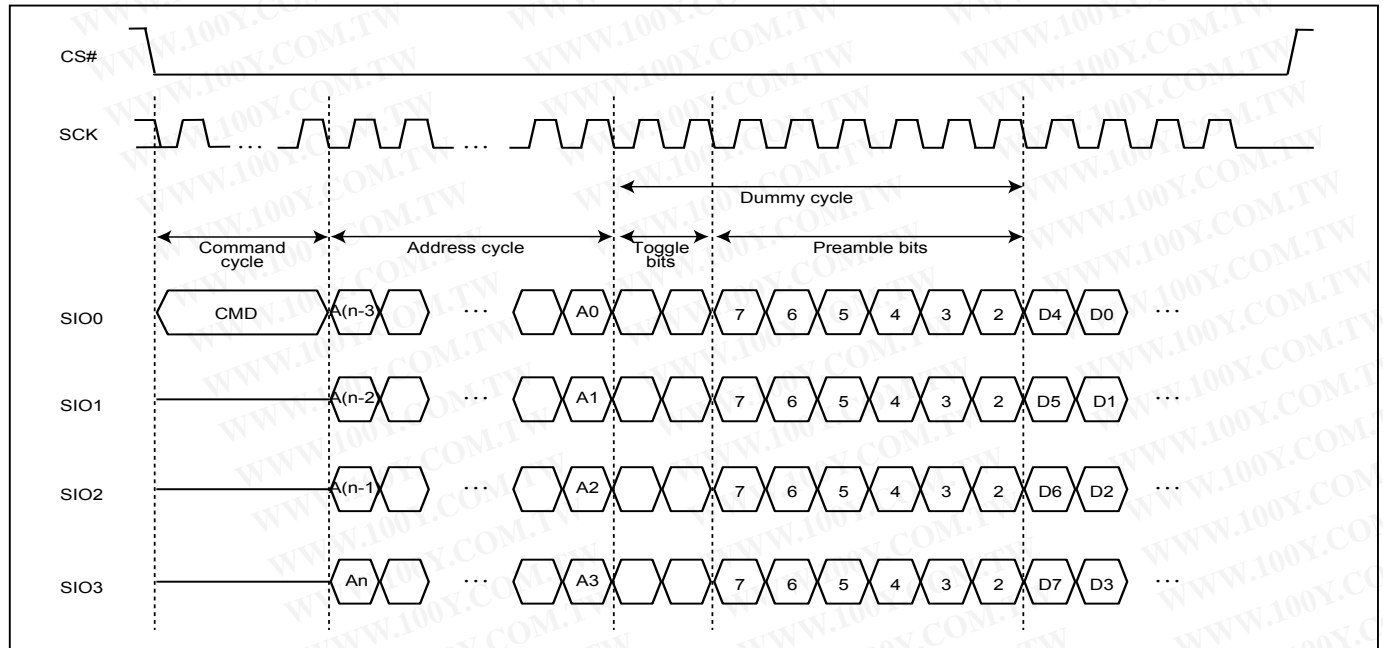 CS#
SCK
... ...
Dummy cycle
Command cycle
Address cycle
Toggle bits
Preamble bits
SIO0 CMD A(n-3) ... A0 7 6 5 4 3 2 D4 D0 ...
SIO1 A(n-2) ... A1 7 6 5 4 3 2 D5 D1 ...
SIO2 A(n-1) ... A2 7 6 5 4 3 2 D6 D2 ...
SIO3 An ... A3 7 6 5 4 3 2 D7 D3 ...
WWW.100Y.COM.TW